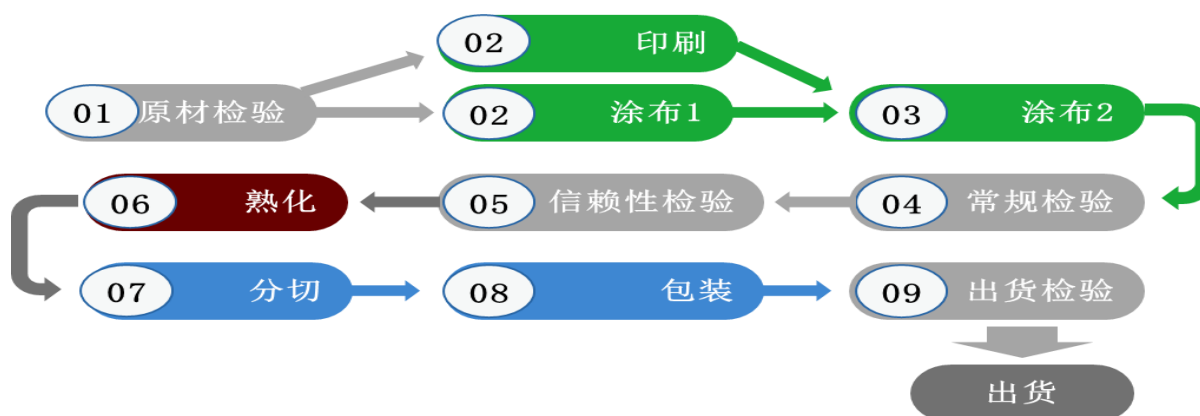 02 印刷
01 原材检验
02 涂布1
03 涂布2
04 常规检验
05 信赖性检验
06 熟化
07 分切
08 包装
09 出货检验
出货